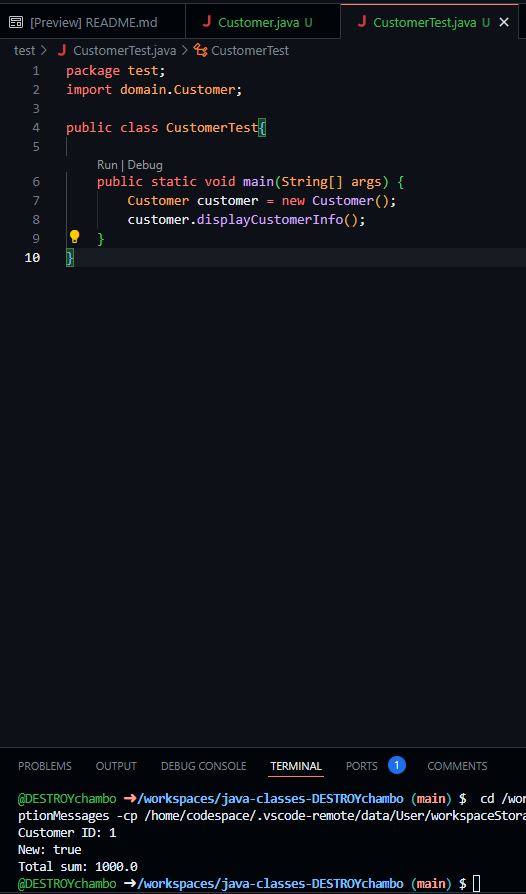 [Preview] README.md
J Customer.java U
J CustomerTest.java U ×
test > J CustomerTest.java > CustomerTest
1 package test;
2 import domain.Customer;
3
4 public class CustomerTest{
5
Run | Debug
6 public static void main(String[] args) {
7 Customer customer = new Customer();
8 customer.displayCustomerInfo();
9 }
10 }
PROBLEMS OUTPUT DEBUG CONSOLE TERMINAL PORTS 1 COMMENTS
@DESTROYchambo ➜/workspaces/java-classes-DESTROYchambo (main) $ cd /wor
ptionMessages -cp /home/codespace/.vscode-remote/data/User/workspaceStora
Customer ID: 1
New: true
Total sum: 1000.0
@DESTROYchambo ➜/workspaces/java-classes-DESTROYchambo (main) $